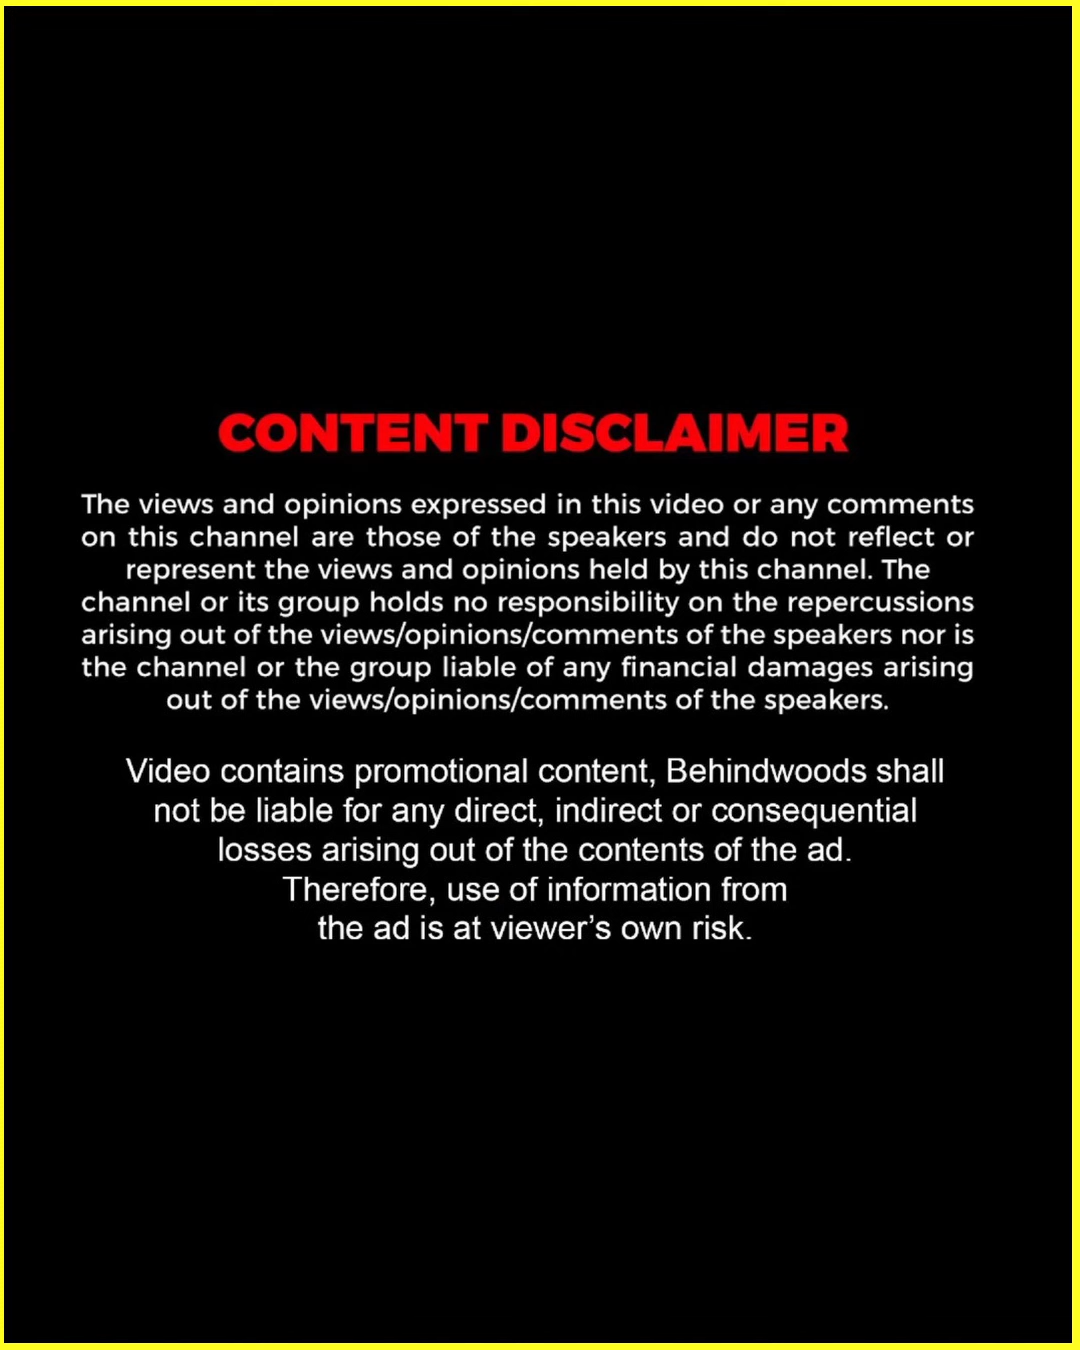 CONTENT DISCLAIMER
The views and opinions expressed in this video or any comments
on this channel are those of the speakers and do not reflect or
represent the views and opinions held by this channel. The
channel or its group holds no responsibility on the repercussions
arising out of the views/opinions/comments of the speakers nor is
the channel or the group liable of any financial damages arising
out of the views/opinions/comments of the speakers.
Video contains promotional content, Behindwoods shall
not be liable for any direct, indirect or consequential
losses arising out of the contents of the ad.
Therefore, use of information from
the ad is at viewer’s own risk.